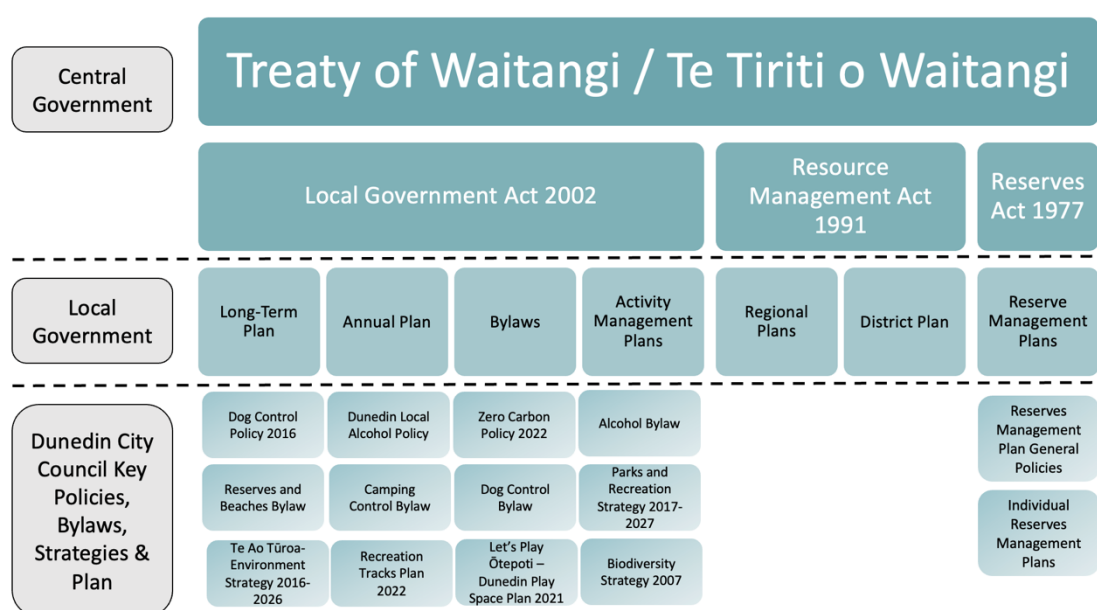 Central
Government
Treaty of Waitangi / Te Tiriti o Waitangi
Local Government Act 2002
Resource
Management Act
1991
Reserves
Act 1977
Local
Government
Long-Term
Plan
Annual Plan
Bylaws
Activity
Management
Plans
Regional
Plans
District Plan
Reserve
Management
Plans
Dunedin City
Council Key
Policies,
Bylaws,
Strategies &
Plan
Dog Control
Policy 2016
Dunedin Local
Alcohol Policy
Zero Carbon
Policy 2022
Alcohol Bylaw
Reserves
Management
Plan General
Policies
Reserves and
Beaches Bylaw
Camping
Control Bylaw
Dog Control
Bylaw
Parks and
Recreation
Strategy 2017-
2027
Individual
Reserves
Management
Plans
Te Ao Tūroa-
Environment
Strategy 2016-
2026
Recreation
Tracks Plan
2022
Let's Play
Ōtepoti –
Dunedin Play
Space Plan 2021
Biodiversity
Strategy 2007